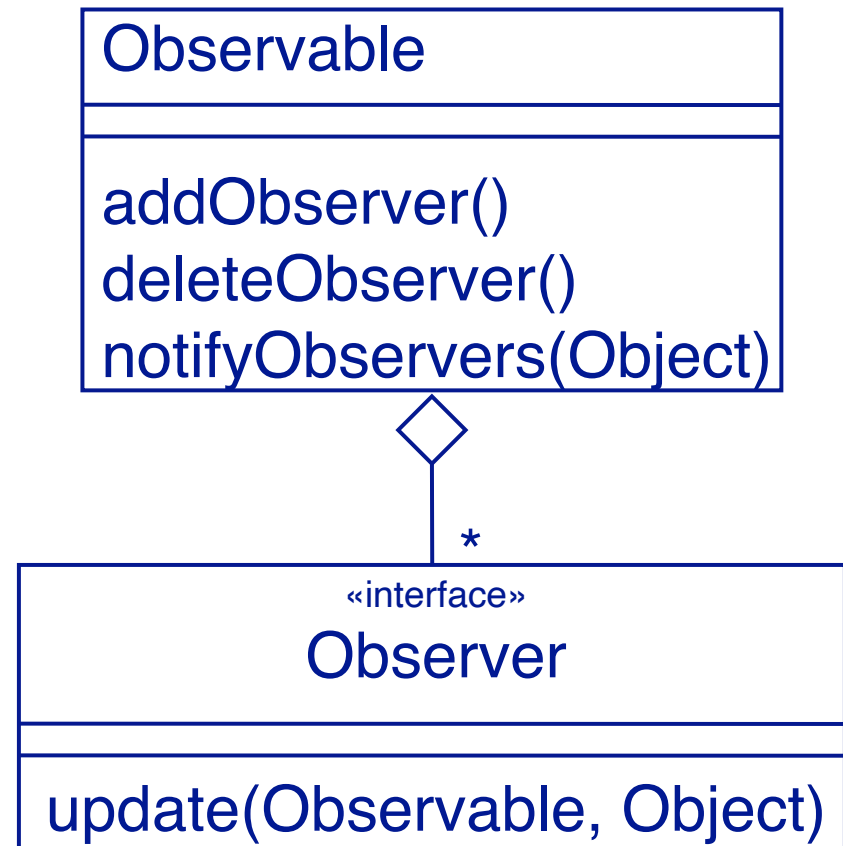 Observable
addObserver()
deleteObserver()
notifyObservers(Object)
*
«interface»
Observer
update(Observable, Object)